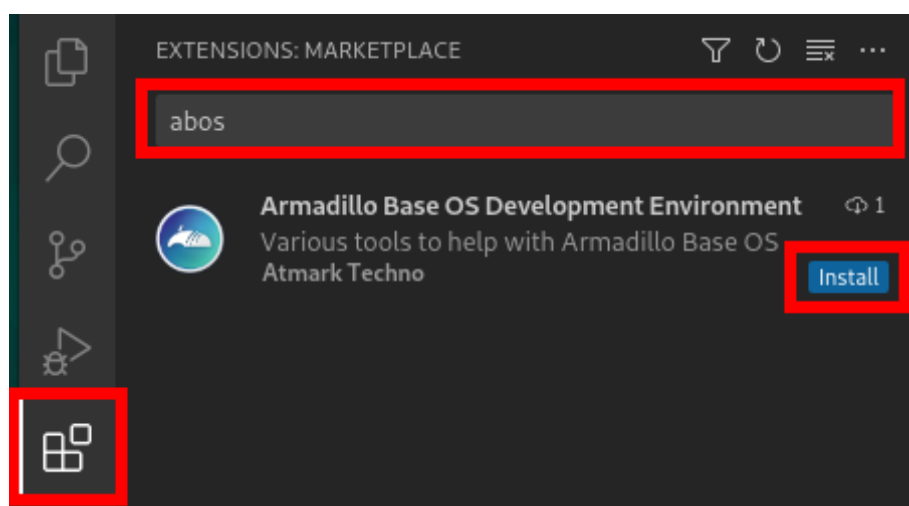 EXTENSIONS: MARKETPLACE
abos
Armadillo Base OS Development Environment 1
Various tools to help with Armadillo Base OS
Atmark Techno
Install